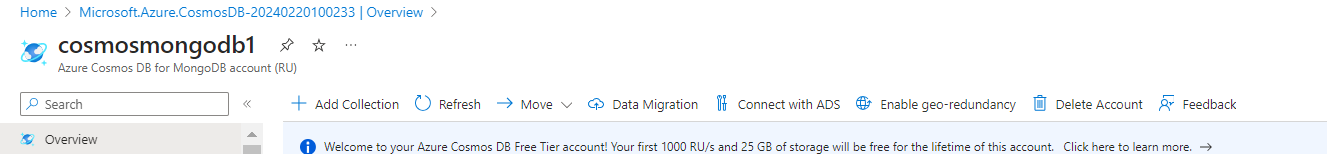 Home > Microsoft.Azure.CosmosDB-20240220100233 | Overview >
cosmosmongodb1 ...
Azure Cosmos DB for MongoDB account (RU)
Search «
+ Add Collection Refresh Move Data Migration Connect with ADS Enable geo-redundancy Delete Account Feedback
Overview
Welcome to your Azure Cosmos DB Free Tier account! Your first 1000 RU/s and 25 GB of storage will be free for the lifetime of this account. Click here to learn more. →